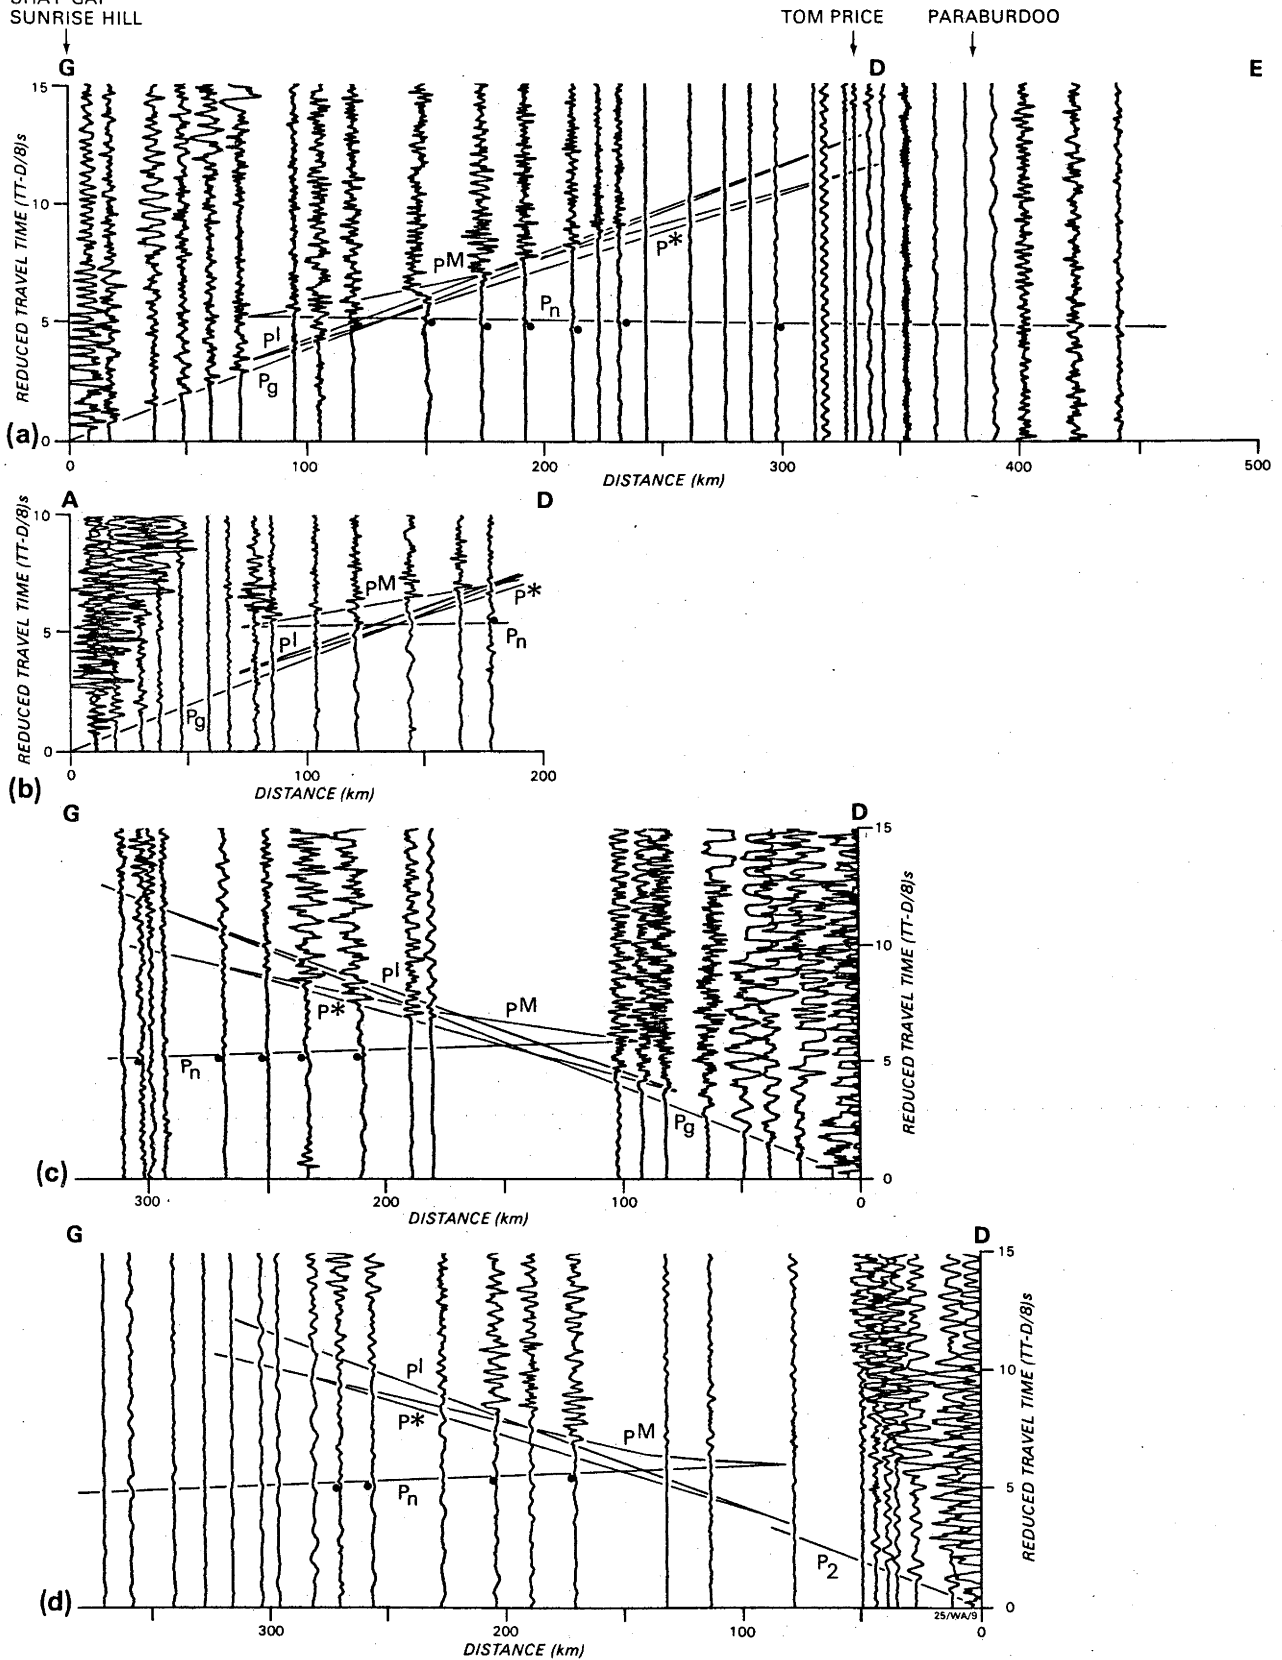 SUNRISE HILL
TOM PRICE
PARABURDOO
G
D
E
15
10
5
0
REDUCED TRAVEL TIME (TT-D/8)s
PM
P*
Pn
PI
Pg
(a)
0
100
200
300
400
500
DISTANCE (km)
A
D
10
5
0
REDUCED TRAVEL TIME (TT-D/8)s
PM
P*
PI
Pn
Pg
0
100
200
(b)
DISTANCE (km)
G
D
15
10
5
0
REDUCED TRAVEL TIME (TT-D/8)s
PI
P*
PM
Pn
Pg
(c)
300
200
100
0
DISTANCE (km)
G
D
15
10
5
0
REDUCED TRAVEL TIME (TT-D/8)s
PI
P*
PM
Pn
P2
(d)
25/WA/9
300
200
100
0
DISTANCE (km)